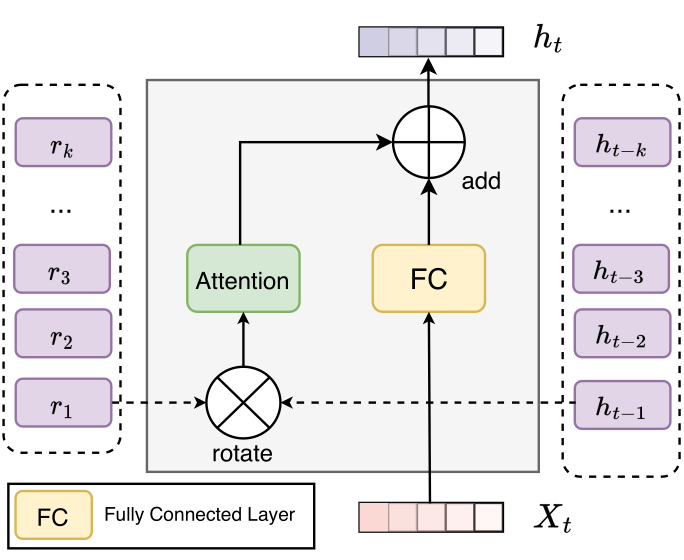 h_t
r_k
...
r_3
r_2
r_1
add
Attention
FC
rotate
h_{t-k}
...
h_{t-3}
h_{t-2}
h_{t-1}
FC
Fully Connected Layer
X_t